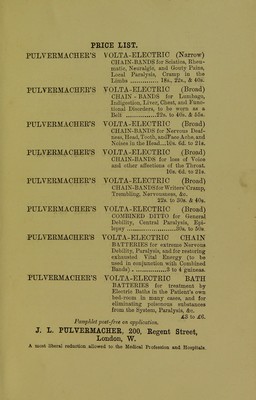 PRICE LIST.
PULVERMACHER'S VOLTA-ELECTRIC (Narrow)
CHAIN-BANDS for Sciatica, Rheu-
matic, Neuralgic, and Gouty Pains,
Local Paralysis, Cramp in the
Limbs ............. 18s., 22s., & 40s.
PULVERMACHER'S VOLTA-ELECTRIC (Broad)
CHAIN-BANDS for Lumbago,
Indigestion, Liver, Chest, and Func-
tional Disorders, to be worn as a
Belt ............22s. to 40s. & 55s.
PULVERMACHER'S VOLTA-ELECTRIC (Broad)
CHAIN-BANDS for Nervous Deaf-
ness, Head, Tooth, and Face Ache, and
Noises in the Head...10s. 6d. to 21s.
PULVERMACHER'S VOLTA-ELECTRIC (Broad)
CHAIN-BANDS for loss of Voice
and other affections of the Throat.
10s. 6d. to 21s.
PULVERMACHER'S VOLTA-ELECTRIC (Broad)
CHAIN-BANDS for Writers' Cramp,
Trembling, Nervousness, &c.
22s. to 30s. & 40s.
PULVERMACHER'S VOLTA-ELECTRIC (Broad)
COMBINED DITTO for General
Debility, Central Paralysis, Epi-
lepsy ....................30s. to 50s.
PULVERMACHER'S VOLTA-ELECTRIC CHAIN
BATTERIES for extreme Nervous
Debility, Paralysis, and for restoring
exhausted Vital Energy (to be
used in conjunction with Combined
Bands) .............. 3 to 4 guineas.
PULVERMACHER'S VOLTA-ELECTRIC BATH
BATTERIES for treatment by
Electric Baths in the Patient's own
bed-room in many cases, and for
eliminating poisonous substances
from the System, Paralysis, &c.
£3 to £6.
Pamphlet post-free on application.
J. L. PULVERMACHER, 200, Regent Street,
London, W.
A most liberal reduction allowed to the Medical Profession and Hospitals.